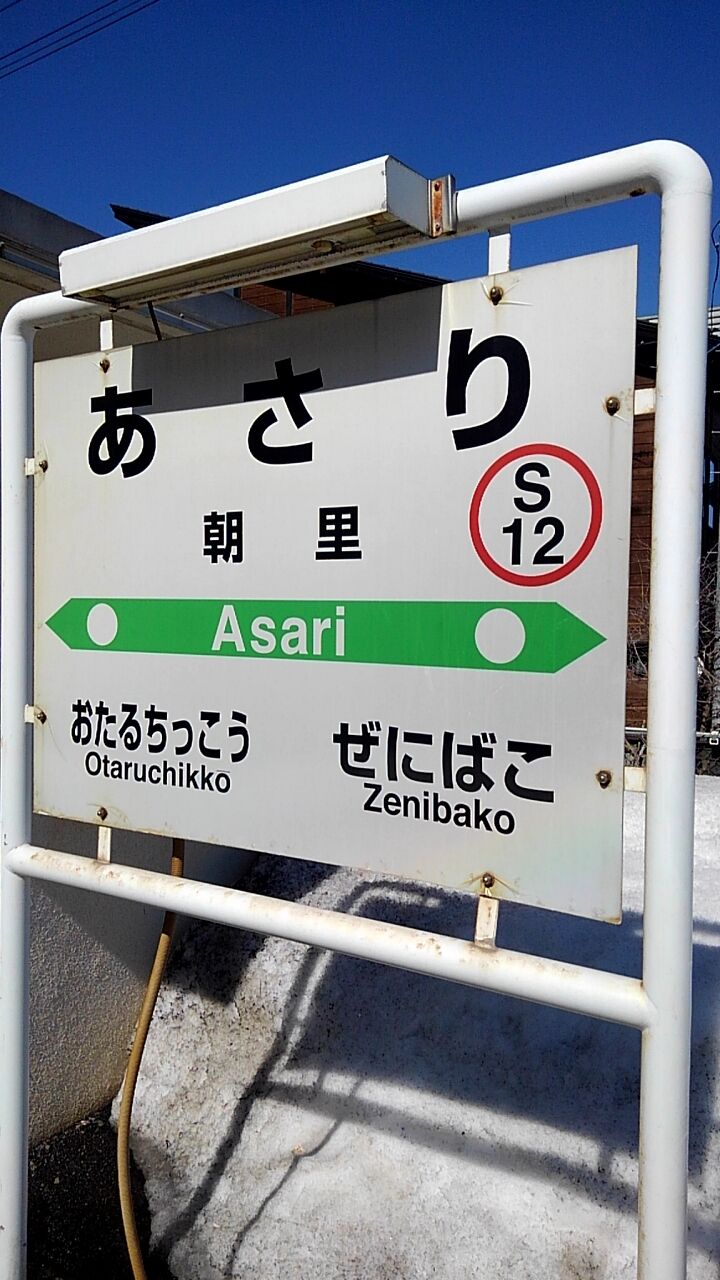 あさり
朝里
S
12
Asari
おたるちっこう
Otaruchikko
ぜにばこ
Zenibako